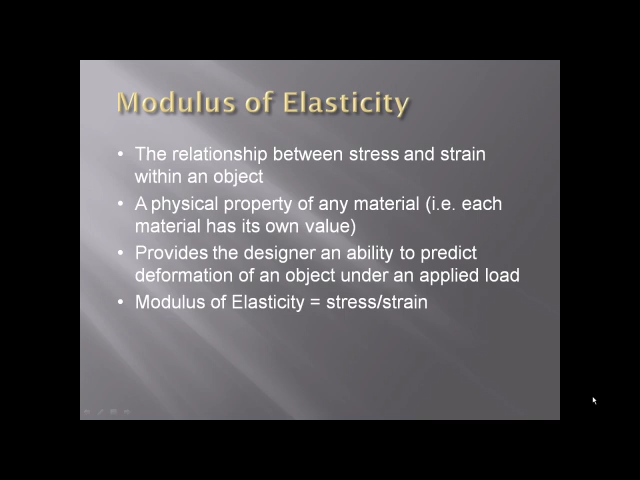 Modulus of Elasticity
• The relationship between stress and strain
within an object
• A physical property of any material (i.e. each
material has its own value)
• Provides the designer an ability to predict
deformation of an object under an applied load
• Modulus of Elasticity = stress/strain